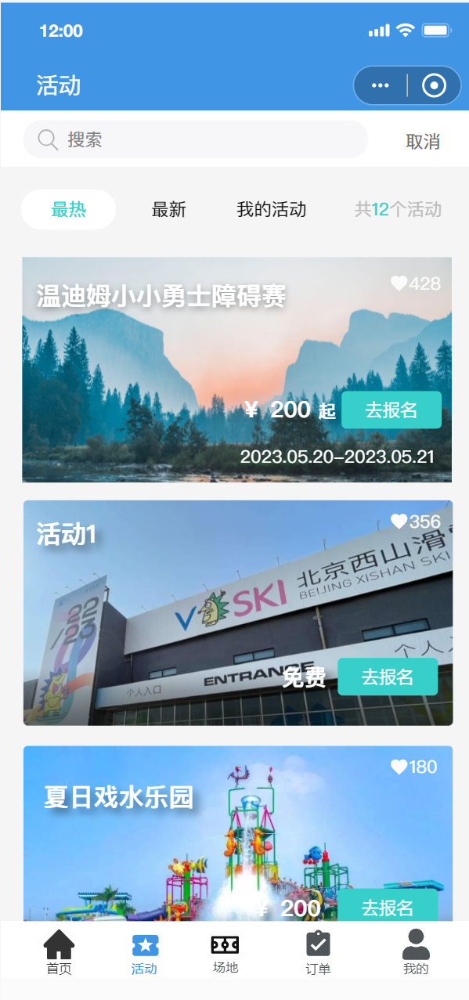 12:00
活动
搜索
取消
最热 最新 我的活动 共12个活动
温迪姆小小勇士障碍赛
428
¥ 200 起 去报名
2023.05.20-2023.05.21
活动1
356
北京西山滑
BEIJING XISHAN SKI
SKI
个人入口
ENTRANCE
个人入口
免费 去报名
180
夏日戏水乐园
¥ 200 去报名
首页 活动 场地 订单 我的